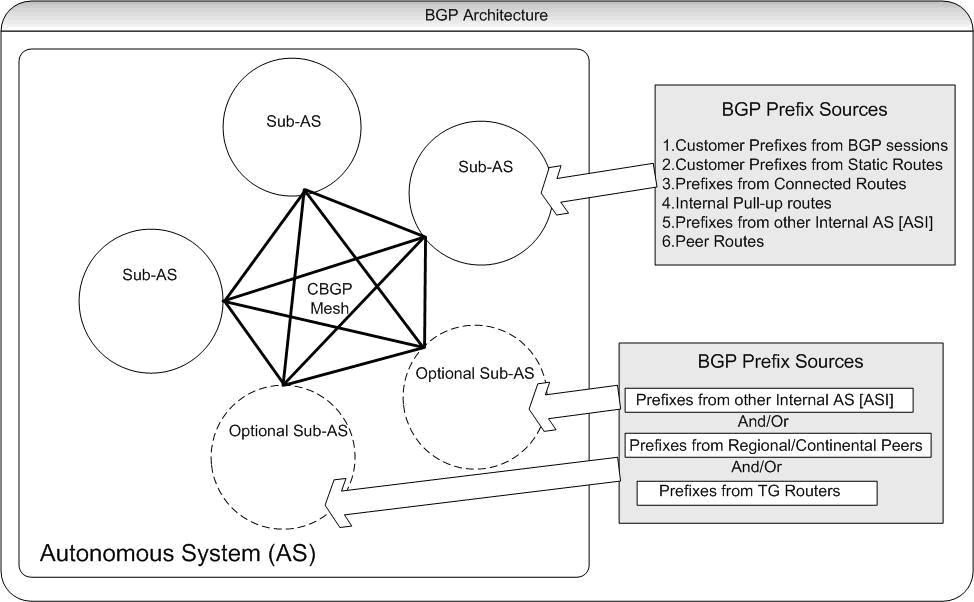 BGP Architecture
Sub-AS
Sub-AS
Sub-AS
CBGP
Mesh
Optional Sub-AS
Optional Sub-AS
Autonomous System (AS)
BGP Prefix Sources
1.Customer Prefixes from BGP sessions
2.Customer Prefixes from Static Routes
3.Prefixes from Connected Routes
4.Internal Pull-up routes
5.Prefixes from other Internal AS [ASI]
6.Peer Routes
BGP Prefix Sources
Prefixes from other Internal AS [ASI]
And/Or
Prefixes from Regional/Continental Peers
And/Or
Prefixes from TG Routers